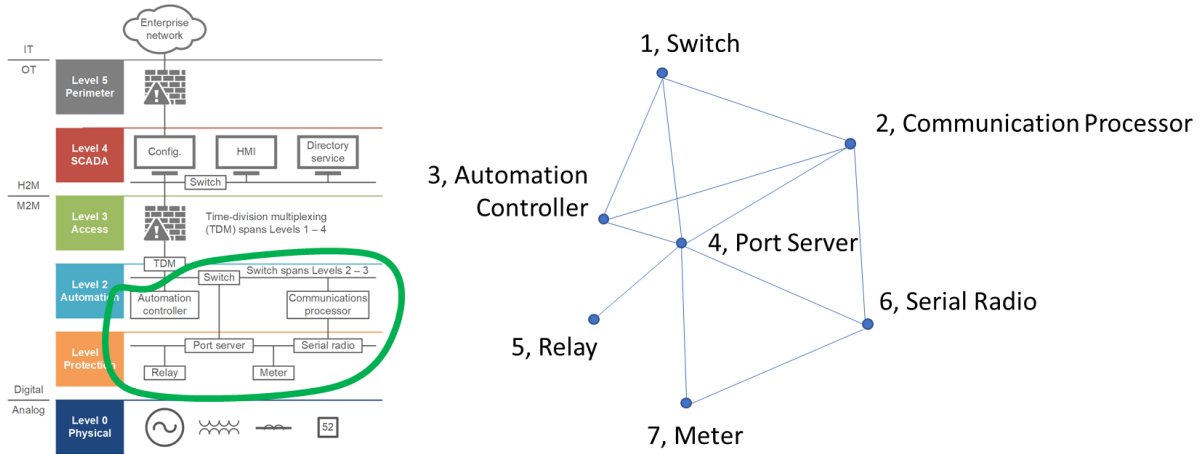 Enterprise
network
IT
OT
Level 5
Perimeter
Level 4
SCADA
Config.
HMI
Directory
service
Switch
H2M
M2M
Level 3
Access
Time-division multiplexing
(TDM) spans Levels 1 – 4
TDM
Switch
Switch spans Levels 2 – 3
Level 2
Automation
Automation
controller
Communications
processor
Level
Protection
Port server
Serial radio
Relay
Meter
Digital
Analog
Level 0
Physical
52
1, Switch
2, Communication Processor
3, Automation
Controller
4, Port Server
6, Serial Radio
5, Relay
7, Meter